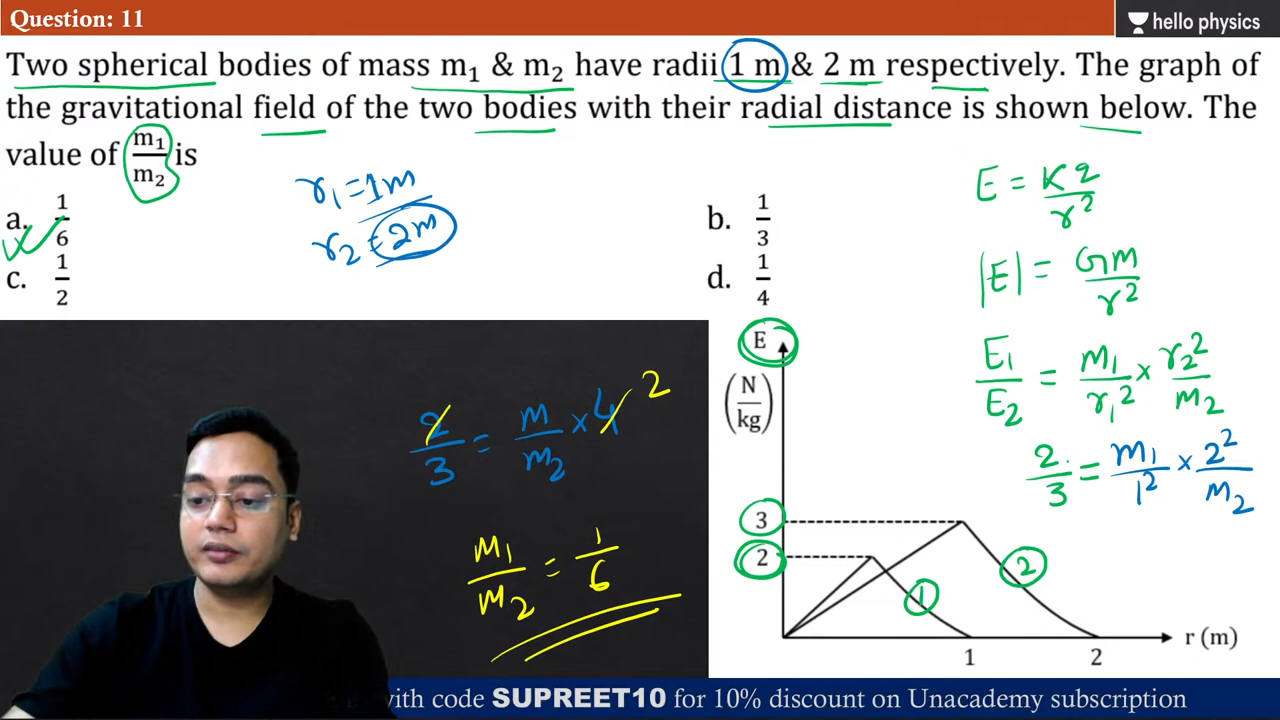 Question: 11
hello physics
Two spherical bodies of mass m₁ & m₂ have radii 1 m & 2 m respectively. The graph of
the gravitational field of the two bodies with their radial distance is shown below. The
value of m₁/m₂ is
r₁ = 1m
r₂ = 2m
a. 1/6
b. 1/3
c. 1/2
d. 1/4
E = Kq/r²
|E| = Gm/r²
E₁/E₂ = m₁/r₁² × r₂²/m₂
2/3 = m₁/1² × 2²/m₂
2/3 = m/m₂ × 4 2
m₁/m₂ = 1/6
E
(N/kg)
3
2
1
2
r (m)
1
2
with code SUPREET10 for 10% discount on Unacademy subscription